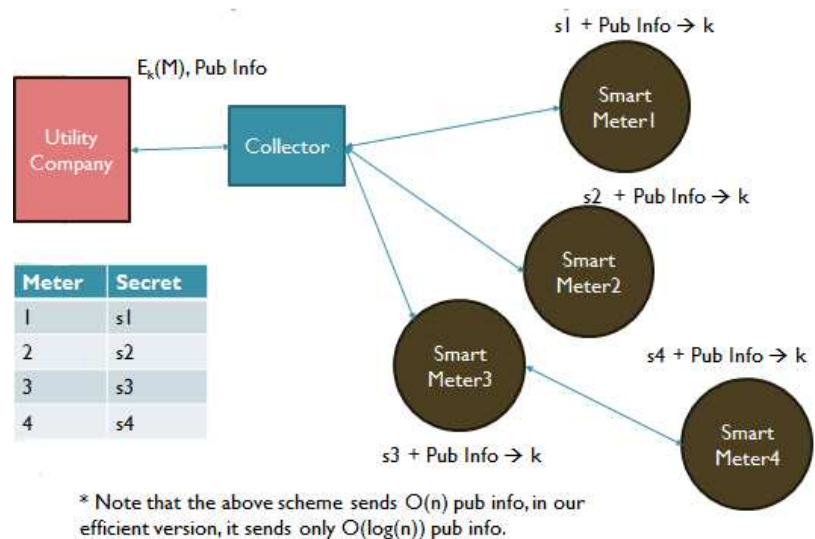 s1 + Pub Info → k
E_k(M), Pub Info
Smart
Meter1
Utility
Company
Collector
s2 + Pub Info → k
Smart
Meter2
Meter Secret
1 s1
2 s2
3 s3
4 s4
Smart
Meter3
s4 + Pub Info → k
Smart
Meter4
s3 + Pub Info → k
* Note that the above scheme sends O(n) pub info, in our
efficient version, it sends only O(log(n)) pub info.